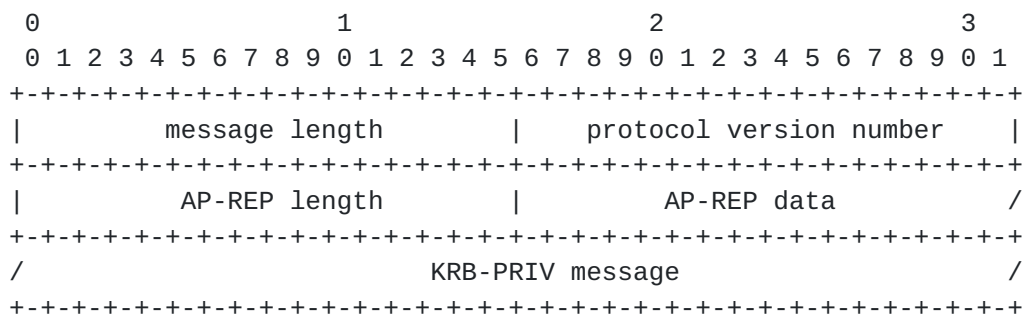 0                   1                   2                   3
 0 1 2 3 4 5 6 7 8 9 0 1 2 3 4 5 6 7 8 9 0 1 2 3 4 5 6 7 8 9 0 1
+-+-+-+-+-+-+-+-+-+-+-+-+-+-+-+-+-+-+-+-+-+-+-+-+-+-+-+-+-+-+-+-+
|         message length        |    protocol version number    |
+-+-+-+-+-+-+-+-+-+-+-+-+-+-+-+-+-+-+-+-+-+-+-+-+-+-+-+-+-+-+-+-+
|          AP-REP length        |         AP-REP data           /
+-+-+-+-+-+-+-+-+-+-+-+-+-+-+-+-+-+-+-+-+-+-+-+-+-+-+-+-+-+-+-+-+
/                          KRB-PRIV message                     /
+-+-+-+-+-+-+-+-+-+-+-+-+-+-+-+-+-+-+-+-+-+-+-+-+-+-+-+-+-+-+-+-+